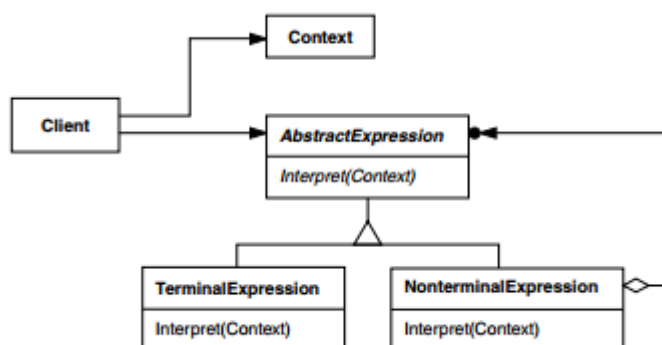 Context
Client
AbstractExpression
Interpret(Context)
TerminalExpression
Interpret(Context)
NonterminalExpression
Interpret(Context)